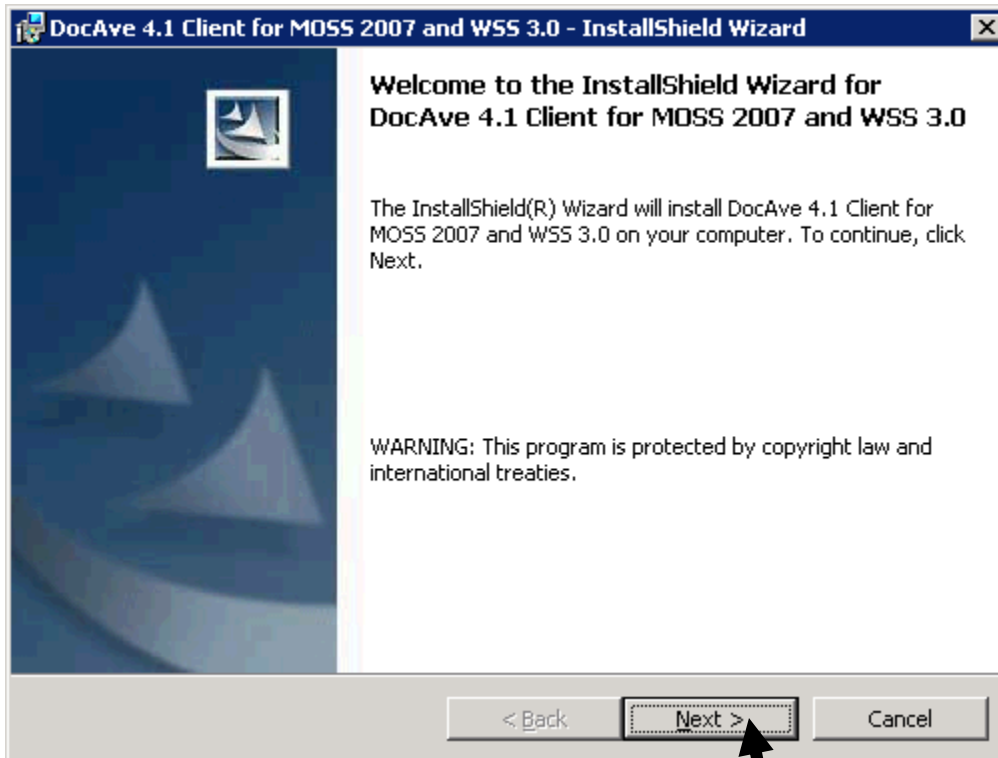 DocAve 4.1 Client for MOSS 2007 and WSS 3.0 - InstallShield Wizard
Welcome to the InstallShield Wizard for
DocAve 4.1 Client for MOSS 2007 and WSS 3.0
The InstallShield(R) Wizard will install DocAve 4.1 Client for
MOSS 2007 and WSS 3.0 on your computer. To continue, click
Next.
WARNING: This program is protected by copyright law and
international treaties.
< Back Next > Cancel